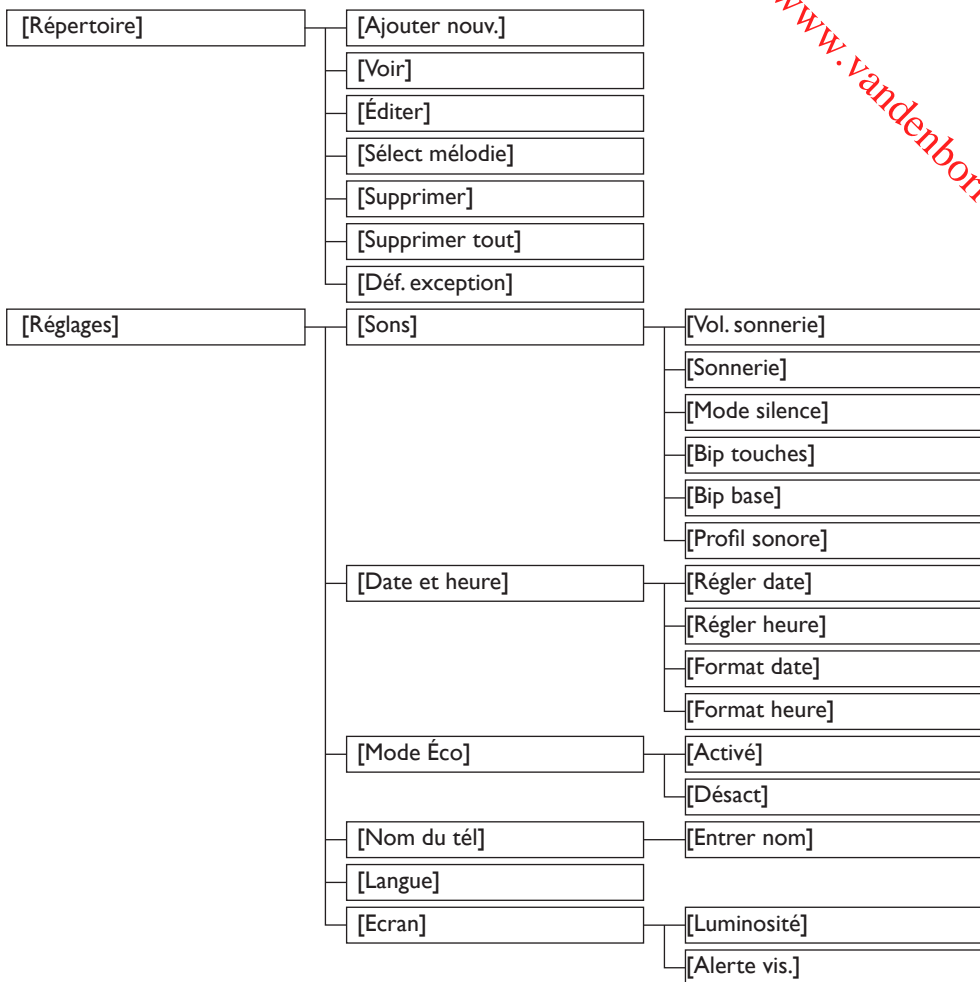 [Répertoire] [Ajouter nouv.]
[Voir]
[Éditer]
[Sélect mélodie]
[Supprimer]
[Supprimer tout]
[Déf. exception]
[Réglages] [Sons] [Vol. sonnerie]
[Sonnerie]
[Mode silence]
[Bip touches]
[Bip base]
[Profil sonore]
[Date et heure] [Régler date]
[Régler heure]
[Format date]
[Format heure]
[Mode Éco] [Activé]
[Désact]
[Nom du tél] [Entrer nom]
[Langue]
[Ecran] [Luminosité]
[Alerte vis.]